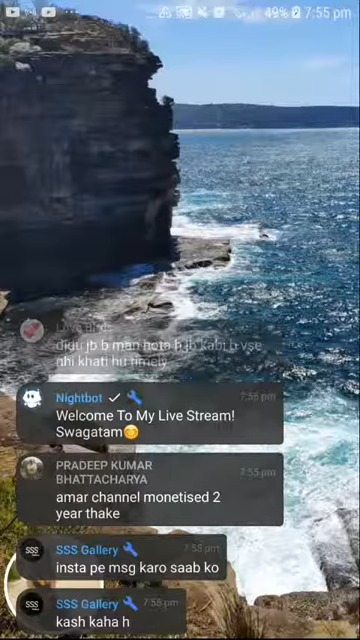 49% 7:55 pm
Love Birds
digu jb b man hota h jb kabi h vse
nhi khati hu timely
Nightbot 7:55 pm
Welcome To My Live Stream!
Swagatam😊
PRADEEP KUMAR
BHATTACHARYA 7:55 pm
amar channel monetised 2
year thake
SSS Gallery 7:55 pm
insta pe msg karo saab ko
SSS Gallery 7:55 pm
kash kaha h